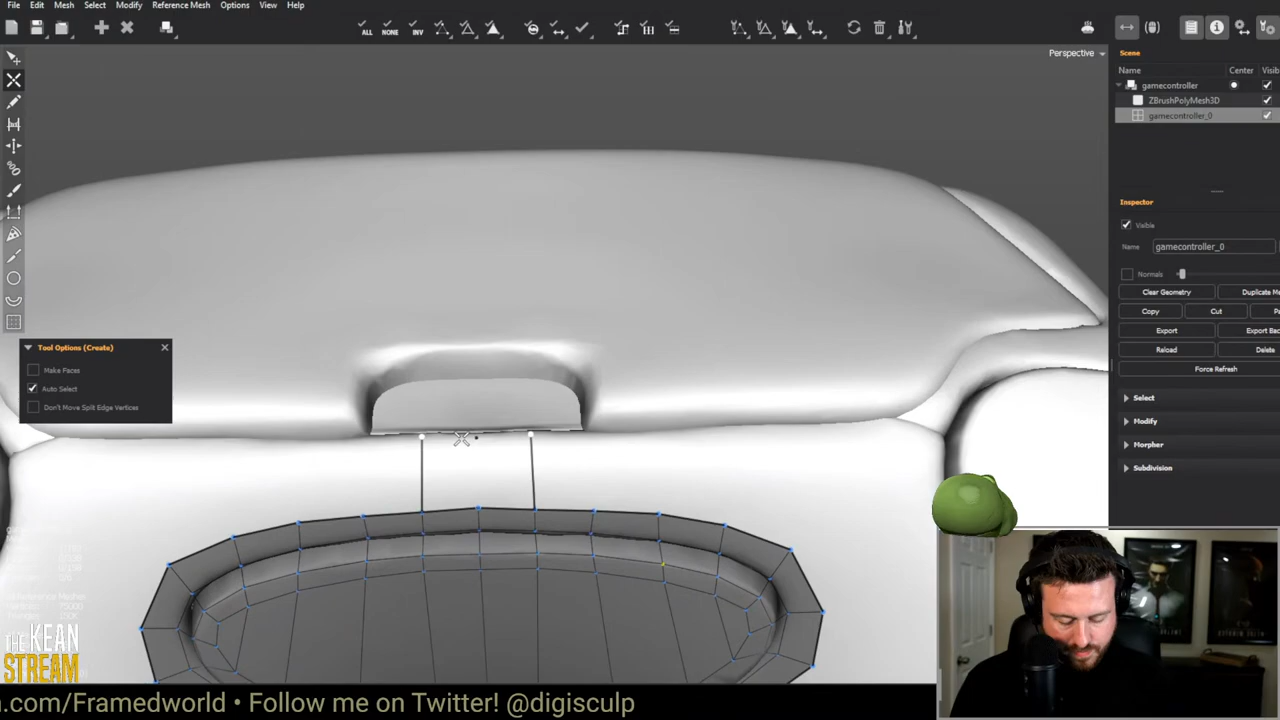 File Edit Mesh Select Modify Reference Mesh Options View Help
ALL NONE INV
Perspective
Scene
Name Center Visib
gamecontroller
ZBrushPolyMesh3D
gamecontroller_0
Inspector
Visible
Name gamecontroller_0
Normals
Clear Geometry Duplicate Me
Copy Cut Pa
Export Export Bac
Reload Delete
Force Refresh
Select
Modify
Morpher
Subdivision
Tool Options (Create)
Make Faces
Auto Select
Don't Move Split Edge Vertices
THE KEAN
STREAM
.com/Framedworld • Follow me on Twitter! @digisculp